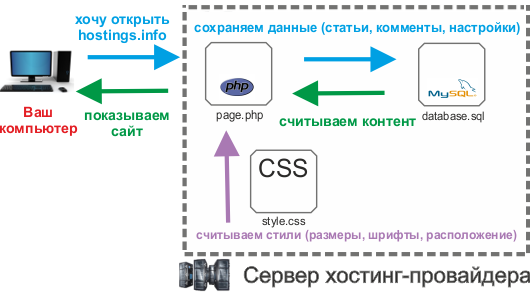 хочу открыть
hostings.info
сохраняем данные (статьи, комменты, настройки)
php
MySQL
Ваш
компьютер
показываем
сайт
page.php
считываем контент
database.sql
CSS
style.css
считываем стили (размеры, шрифты, расположение)
Сервер хостинг-провайдера